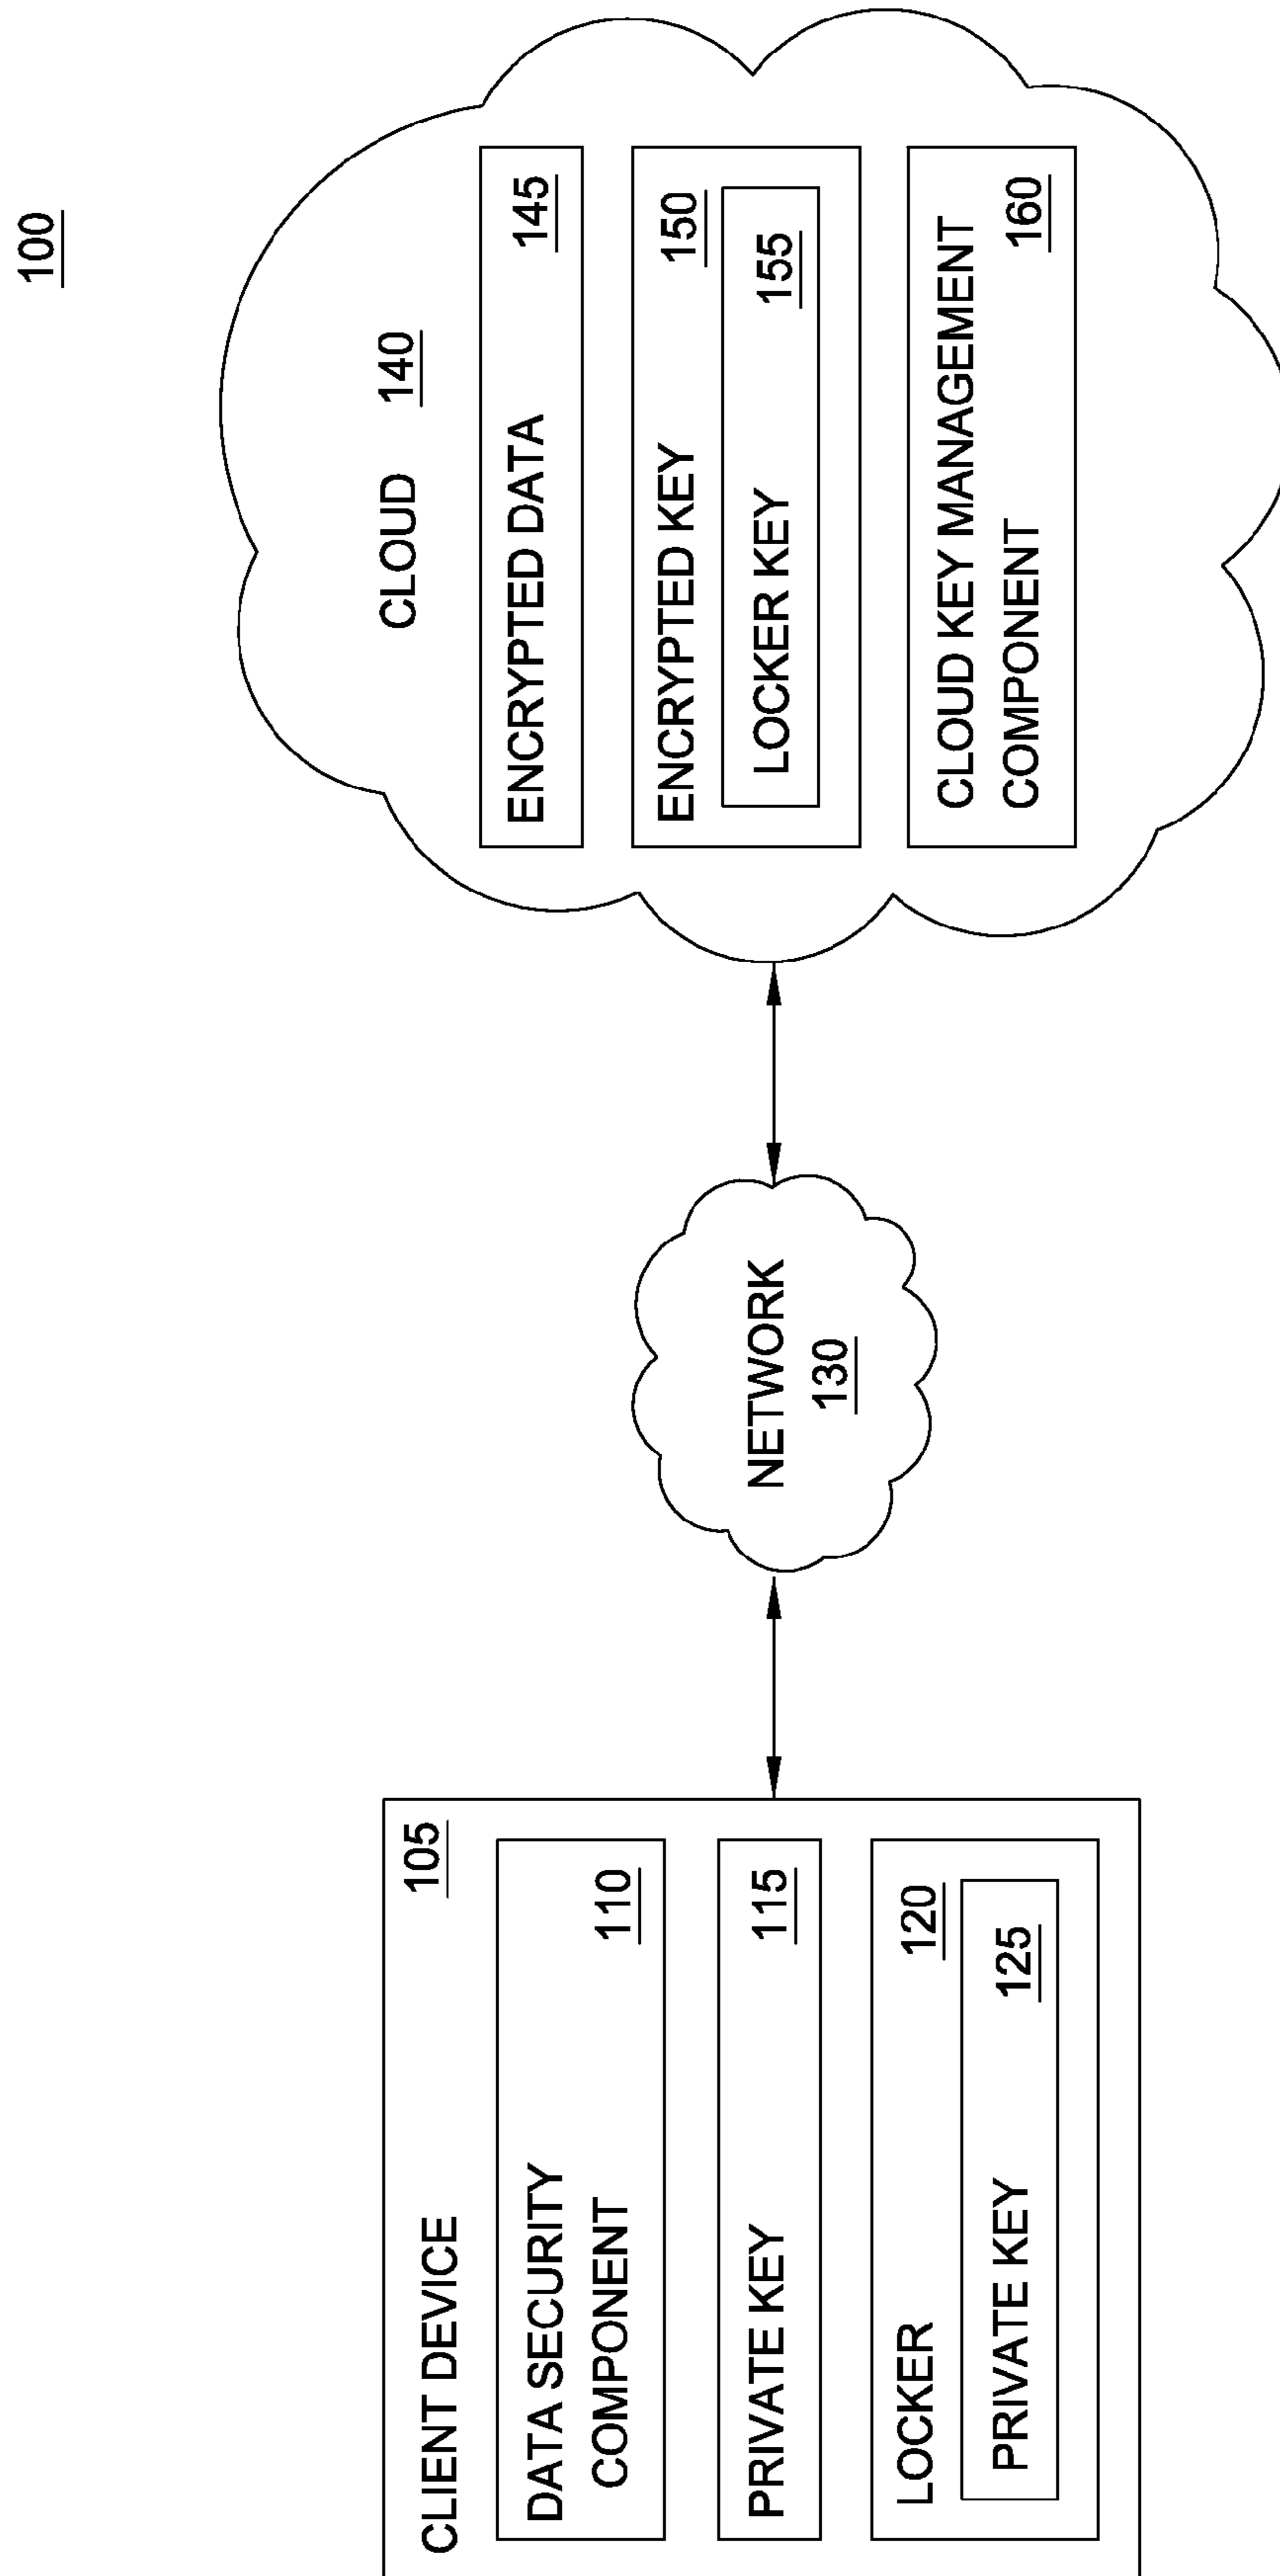 100
CLIENT DEVICE 105
DATA SECURITY
COMPONENT 110
PRIVATE KEY 115
LOCKER 120
PRIVATE KEY 125
NETWORK
130
CLOUD 140
ENCRYPTED DATA 145
ENCRYPTED KEY 150
LOCKER KEY 155
CLOUD KEY MANAGEMENT
COMPONENT 160